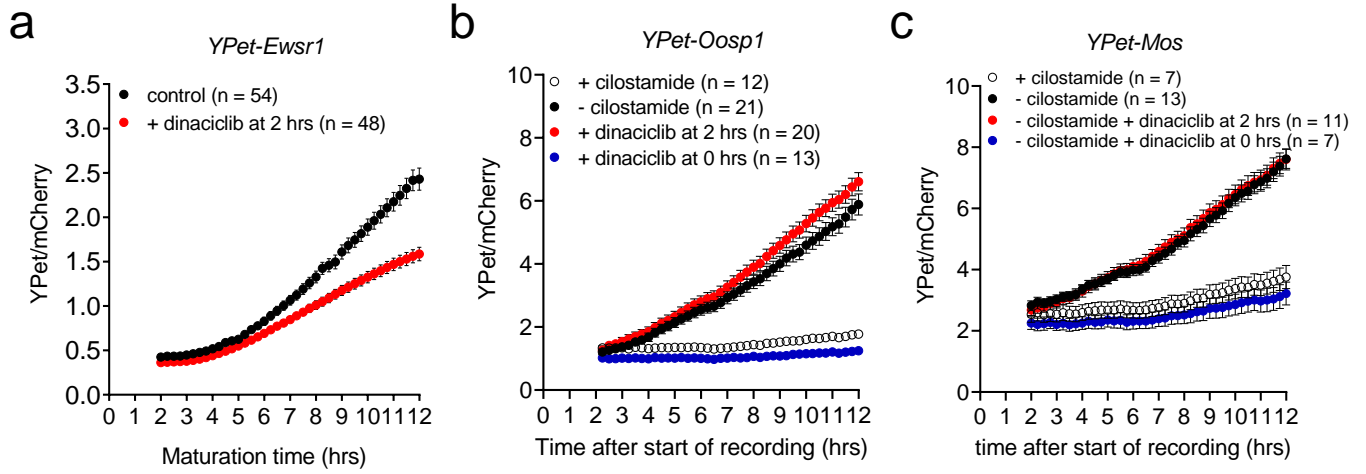 a
YPet-Ewsr1
control (n = 54)
+ dinaciclib at 2 hrs (n = 48)
YPet/mCherry
3.5
3.0
2.5
2.0
1.5
1.0
0.5
0.0
0 1 2 3 4 5 6 7 8 9 10 11 12
Maturation time (hrs)
b
YPet-Oosp1
+ cilostamide (n = 12)
- cilostamide (n = 21)
+ dinaciclib at 2 hrs (n = 20)
+ dinaciclib at 0 hrs (n = 13)
YPet/mCherry
10
8
6
4
2
0
0 1 2 3 4 5 6 7 8 9 10 11 12
Time after start of recording (hrs)
c
YPet-Mos
+ cilostamide (n = 7)
- cilostamide (n = 13)
- cilostamide + dinaciclib at 2 hrs (n = 11)
- cilostamide + dinaciclib at 0 hrs (n = 7)
YPet/mCherry
10
8
6
4
2
0
0 1 2 3 4 5 6 7 8 9 10 11 12
time after start of recording (hrs)